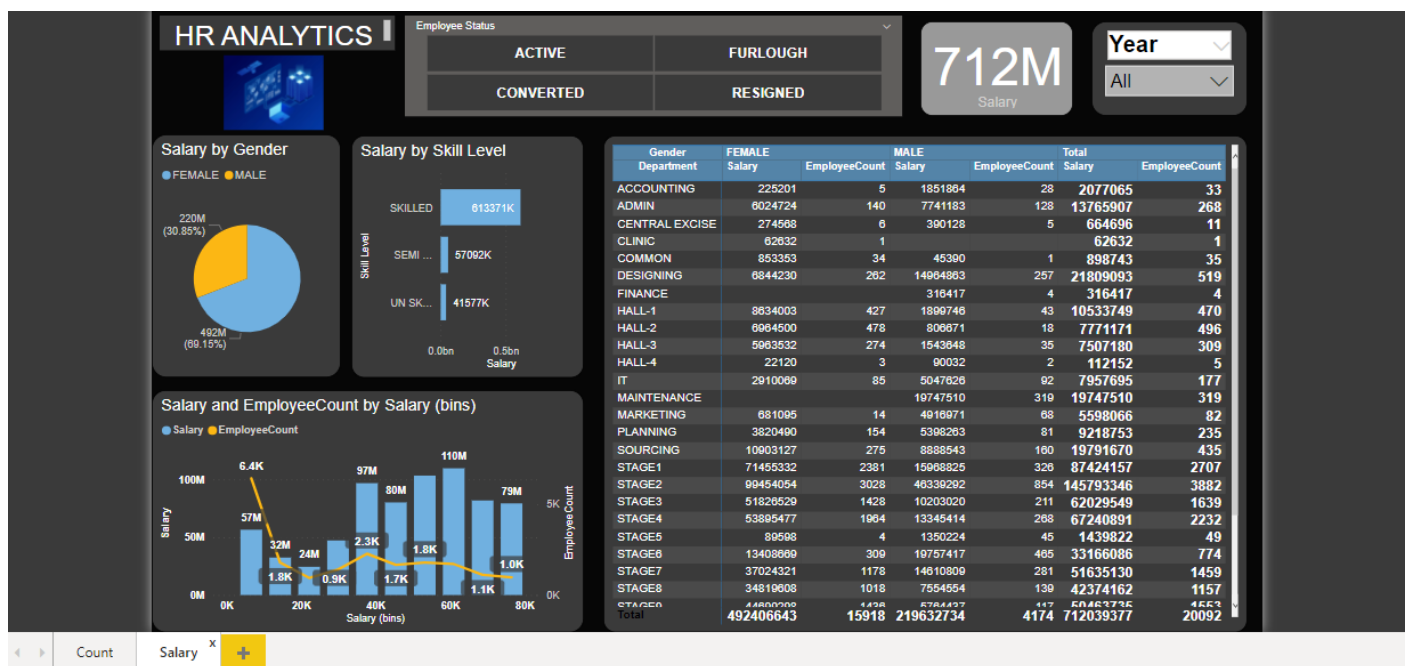 HR ANALYTICS
Employee Status
ACTIVE
FURLOUGH
CONVERTED
RESIGNED
712M
Salary
Year
All
Salary by Gender
FEMALE MALE
220M
(30.85%)
492M
(69.15%)
Salary by Skill Level
Skill Level
SKILLED 613371K
SEMI ... 57092K
UN SK... 41577K
0.0bn 0.5bn
Salary
Gender FEMALE MALE Total
Department Salary EmployeeCount Salary EmployeeCount Salary EmployeeCount
ACCOUNTING 225201 5 1851864 28 2077065 33
ADMIN 6024724 140 7741183 128 13765907 268
CENTRAL EXCISE 274568 6 390128 5 664696 11
CLINIC 62632 1 62632 1
COMMON 853353 34 45390 1 898743 35
DESIGNING 6844230 262 14964863 257 21809093 519
FINANCE 316417 4 316417 4
HALL-1 8634003 427 1899746 43 10533749 470
HALL-2 6964500 478 806671 18 7771171 496
HALL-3 5963532 274 1543648 35 7507180 309
HALL-4 22120 3 90032 2 112152 5
IT 2910069 85 5047626 92 7957695 177
MAINTENANCE 19747510 319 19747510 319
MARKETING 681095 14 4916971 68 5598066 82
PLANNING 3820490 154 5398263 81 9218753 235
SOURCING 10903127 275 8888543 160 19791670 435
STAGE1 71455332 2381 15968825 326 87424157 2707
STAGE2 99454054 3028 46339292 854 145793346 3882
STAGE3 51826529 1428 10203020 211 62029549 1639
STAGE4 53895477 1964 13345414 268 67240891 2232
STAGE5 89598 4 1350224 45 1439822 49
STAGE6 13408669 309 19757417 465 33166086 774
STAGE7 37024321 1178 14610809 281 51635130 1459
STAGE8 34819608 1018 7554554 139 42374162 1157
STAGE9 44690298 1436 5764437 117 50463735 1553
Total 492406643 15918 219632734 4174 712039377 20092
Salary and EmployeeCount by Salary (bins)
Salary EmployeeCount
Salary
100M
50M
0M
6.4K
57M
32M
24M
97M
80M
110M
79M
1.8K
0.9K
2.3K
1.7K
1.8K
1.1K
1.0K
5K
0K
EmployeeCount
0K 20K 40K 60K 80K
Salary (bins)
Count
Salary x
+